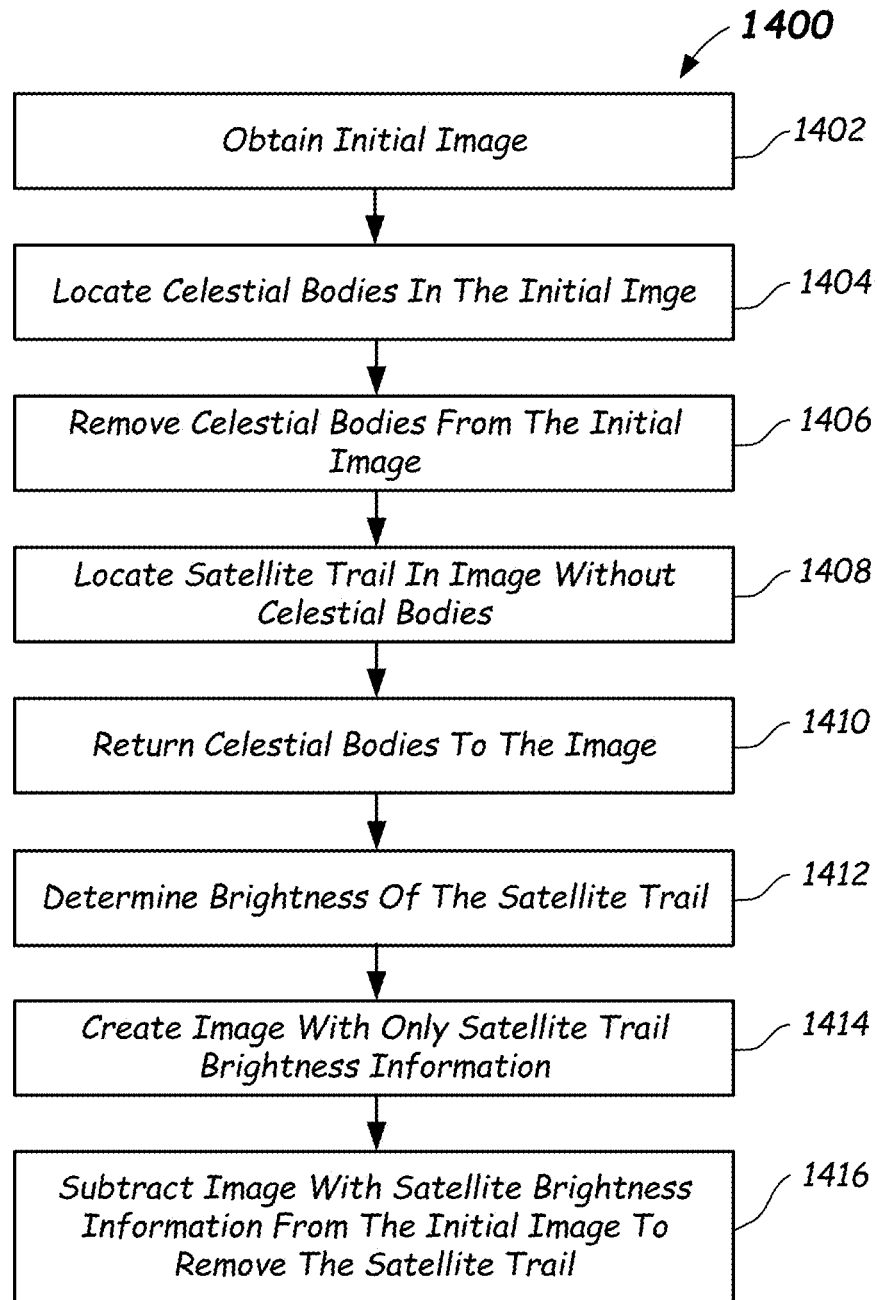 1400
Obtain Initial Image
1402
Locate Celestial Bodies In The Initial Imge
1404
Remove Celestial Bodies From The Initial
Image
1406
Locate Satellite Trail In Image Without
Celestial Bodies
1408
Return Celestial Bodies To The Image
1410
Determine Brightness Of The Satellite Trail
1412
Create Image With Only Satellite Trail
Brightness Information
1414
Subtract Image With Satellite Brightness
Information From The Initial Image To
Remove The Satellite Trail
1416